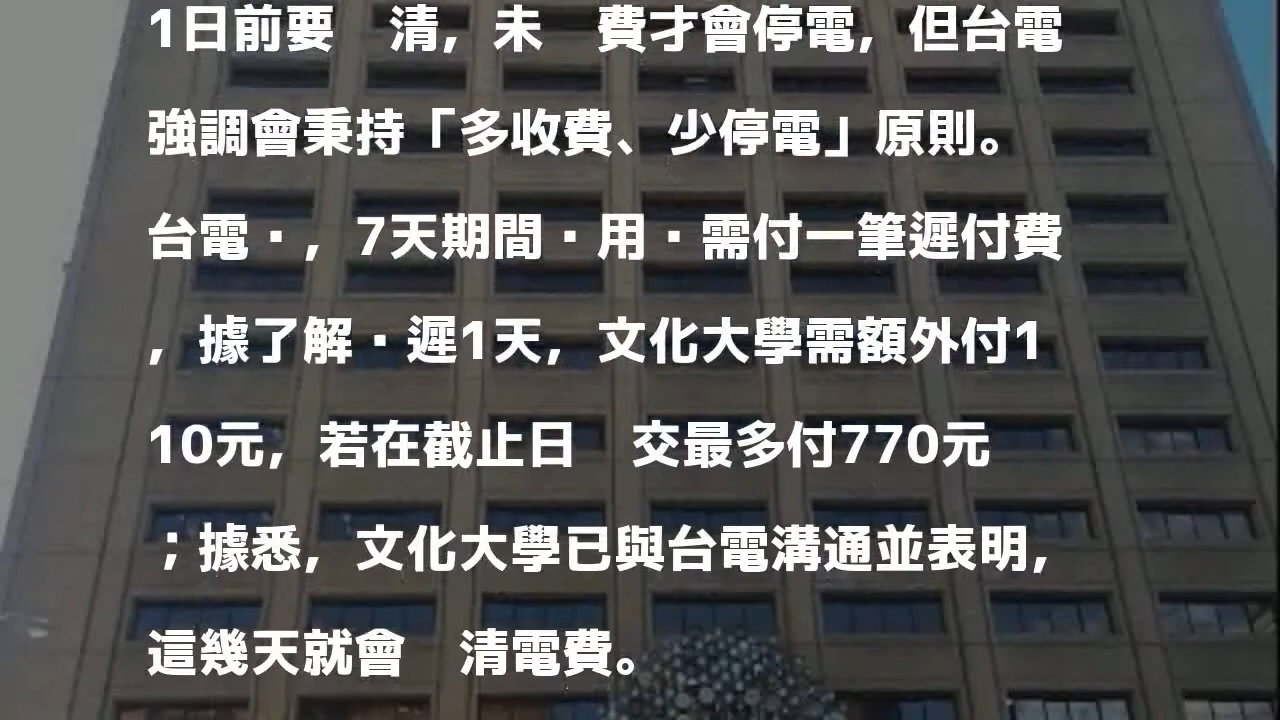 1日前要　清，未　費才會停電，但台電
強調會秉持「多收費、少停電」原則。
台電·，7天期間·用·需付一筆遲付費
，據了解·遲1天，文化大學需額外付1
10元，若在截止日　交最多付770元
；據悉，文化大學已與台電溝通並表明，
這幾天就會　清電費。